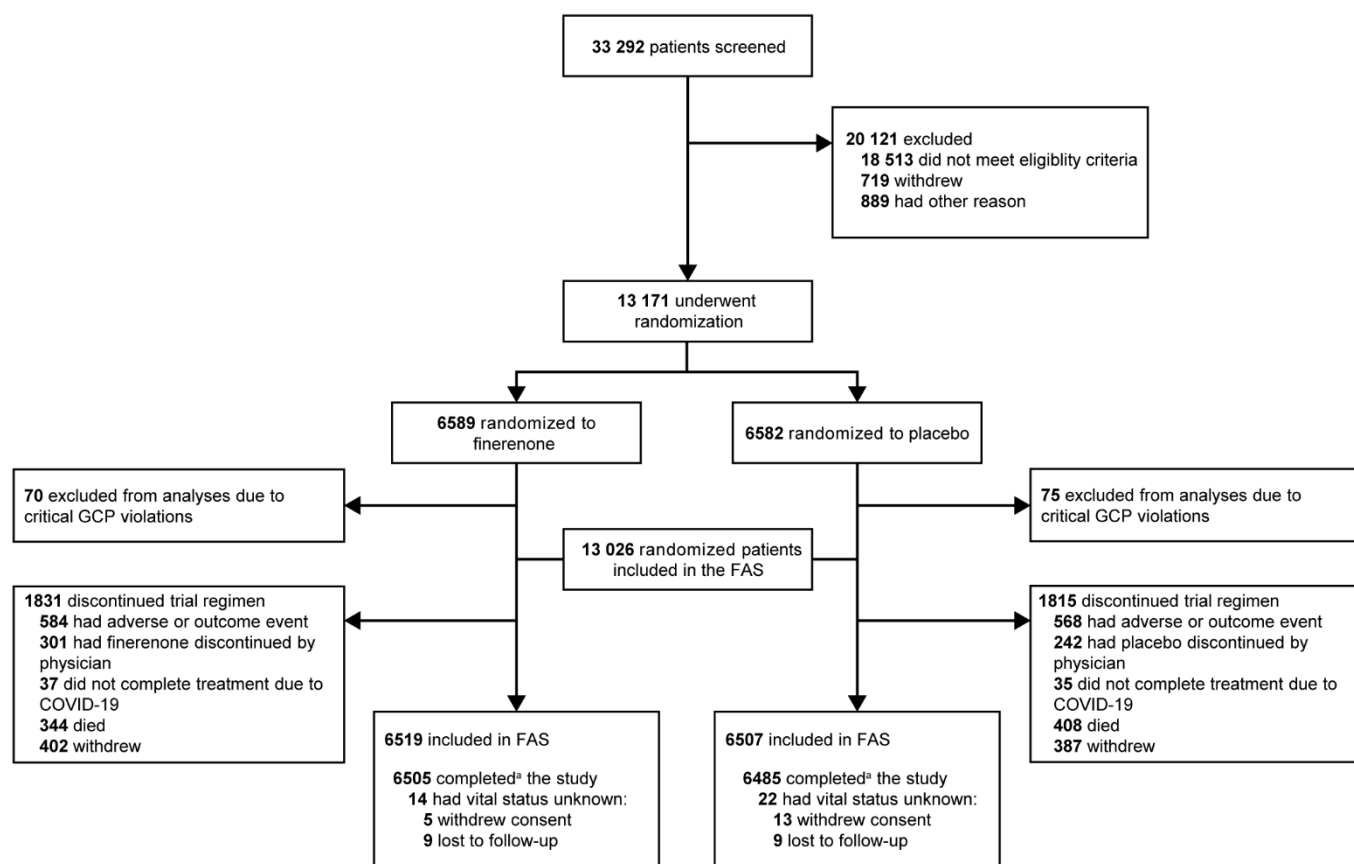 33 292 patients screened
20 121 excluded
18 513 did not meet eligiblity criteria
719 withdrew
889 had other reason
13 171 underwent
randomization
6589 randomized to
finerenone
6582 randomized to placebo
70 excluded from analyses due to
critical GCP violations
75 excluded from analyses due to
critical GCP violations
13 026 randomized patients
included in the FAS
1831 discontinued trial regimen
584 had adverse or outcome event
301 had finerenone discontinued by
physician
37 did not complete treatment due to
COVID-19
344 died
402 withdrew
1815 discontinued trial regimen
568 had adverse or outcome event
242 had placebo discontinued by
physician
35 did not complete treatment due to
COVID-19
408 died
387 withdrew
6519 included in FAS
6505 completedª the study
14 had vital status unknown:
5 withdrew consent
9 lost to follow-up
6507 included in FAS
6485 completedª the study
22 had vital status unknown:
13 withdrew consent
9 lost to follow-up